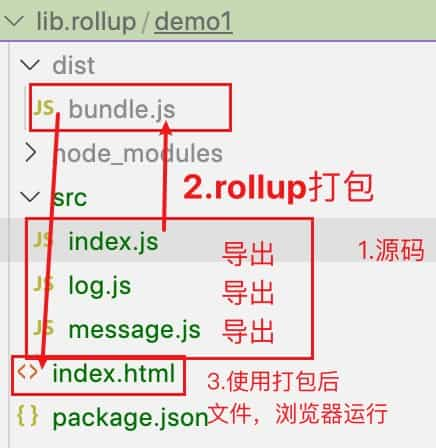 lib.rollup / demo1
dist
JS bundle.js
node_modules
2.rollup打包
src
JS index.js 导出 1.源码
JS log.js 导出
JS message.js 导出
<> index.html 3.使用打包后
{} package.json 文件，浏览器运行